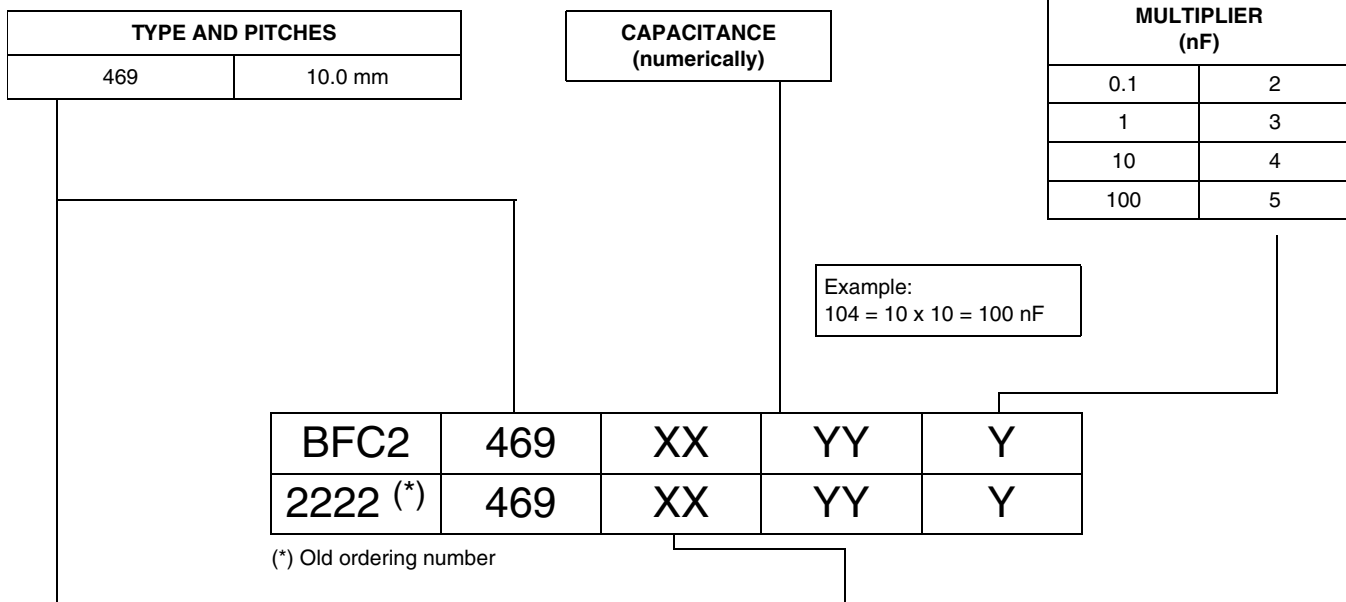 TYPE AND PITCHES
469 10.0 mm
CAPACITANCE
(numerically)
MULTIPLIER
(nF)
0.1 2
1 3
10 4
100 5
Example:
104 = 10 x 10 = 100 nF
BFC2 469 XX YY Y
2222 (*) 469 XX YY Y
(*) Old ordering number